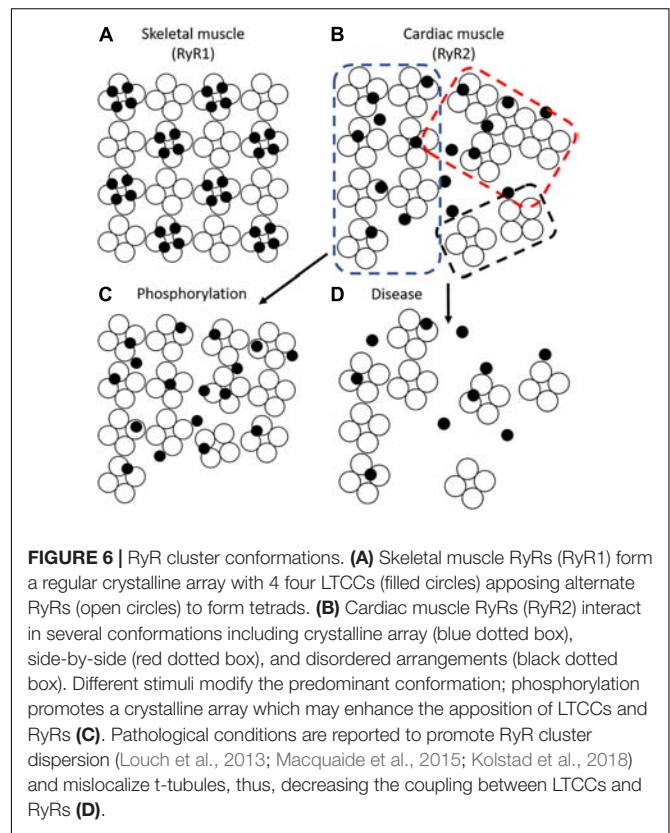 A Skeletal muscle (RyR1)
B Cardiac muscle (RyR2)
C Phosphorylation
D Disease
FIGURE 6 | RyR cluster conformations. (A) Skeletal muscle RyRs (RyR1) form
a regular crystalline array with 4 four LTCCs (filled circles) apposing alternate
RyRs (open circles) to form tetrads. (B) Cardiac muscle RyRs (RyR2) interact
in several conformations including crystalline array (blue dotted box),
side-by-side (red dotted box), and disordered arrangements (black dotted
box). Different stimuli modify the predominant conformation; phosphorylation
promotes a crystalline array which may enhance the apposition of LTCCs and
RyRs (C). Pathological conditions are reported to promote RyR cluster
dispersion (Louch et al., 2013; Macquaide et al., 2015; Kolstad et al., 2018)
and mislocalize t-tubules, thus, decreasing the coupling between LTCCs and
RyRs (D).